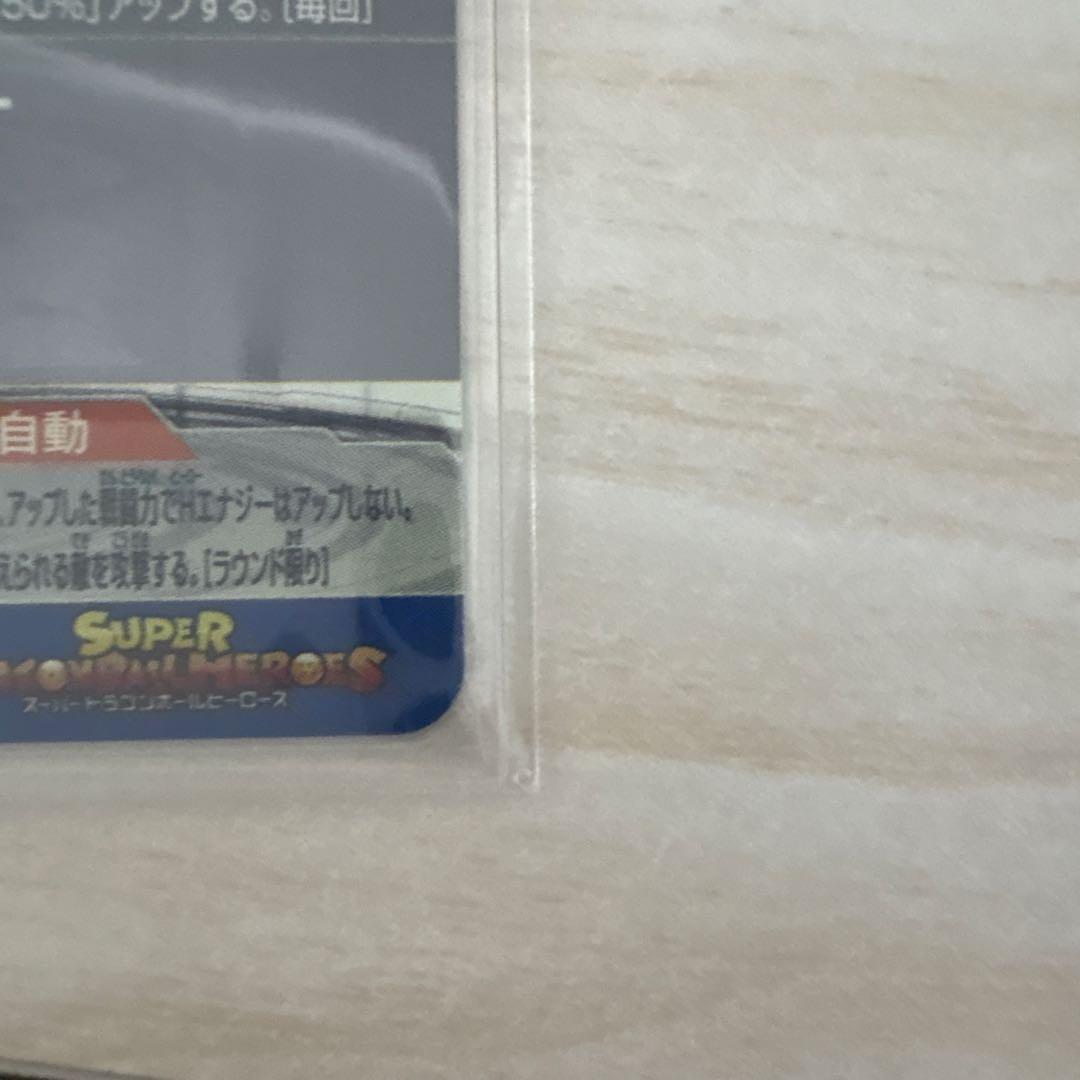 50%]アップする。[毎回]
自動
、アップした戦闘力でHエナジーはアップしない。
えられる敵を攻撃する。[ラウンド限り]
SUPER
DRAGONBALL HEROES
スーパードラゴンボールヒーローズ